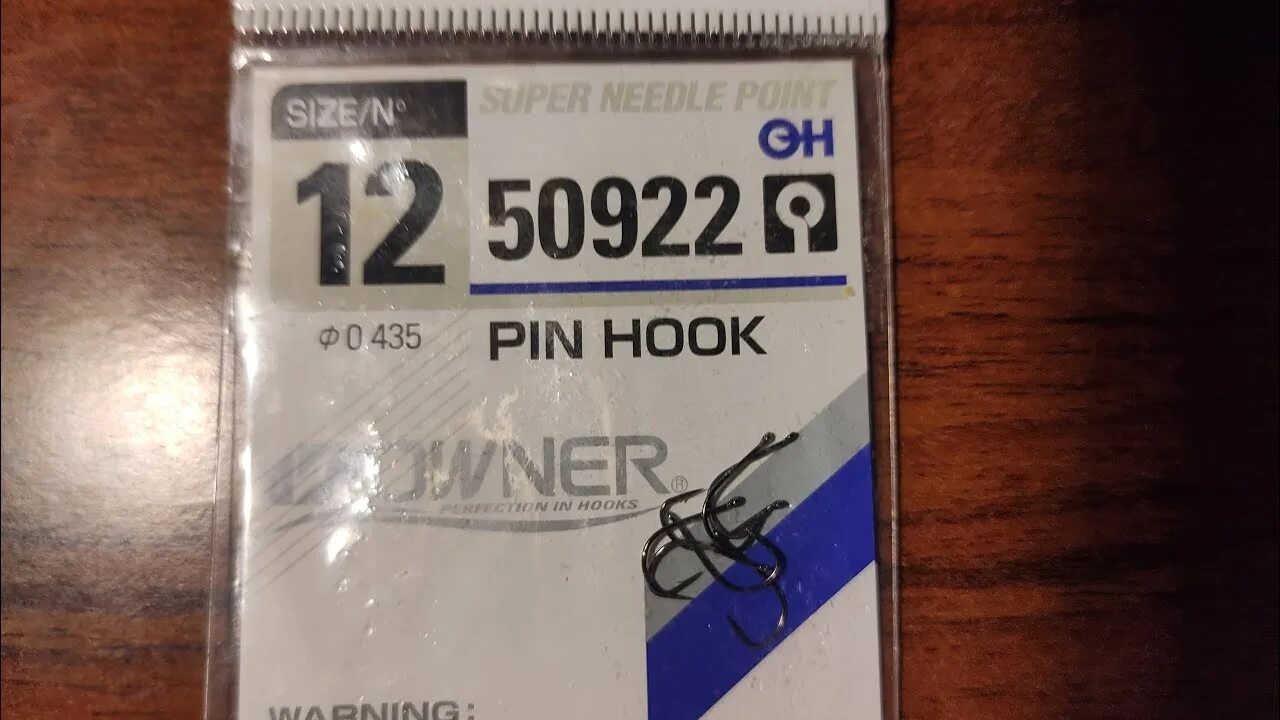 SUPER NEEDLE POINT
SIZE/N°
OH
12
50922
φ0.435
PIN HOOK
OWNER®
PERFECTION IN HOOKS
WARNING: